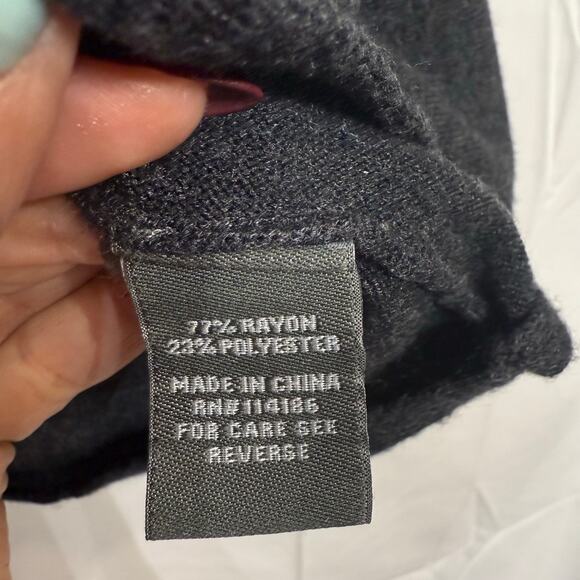 77% RAYON
23% POLYESTER
MADE IN CHINA
RN# 114186
FOR CARE SEE
REVERSE